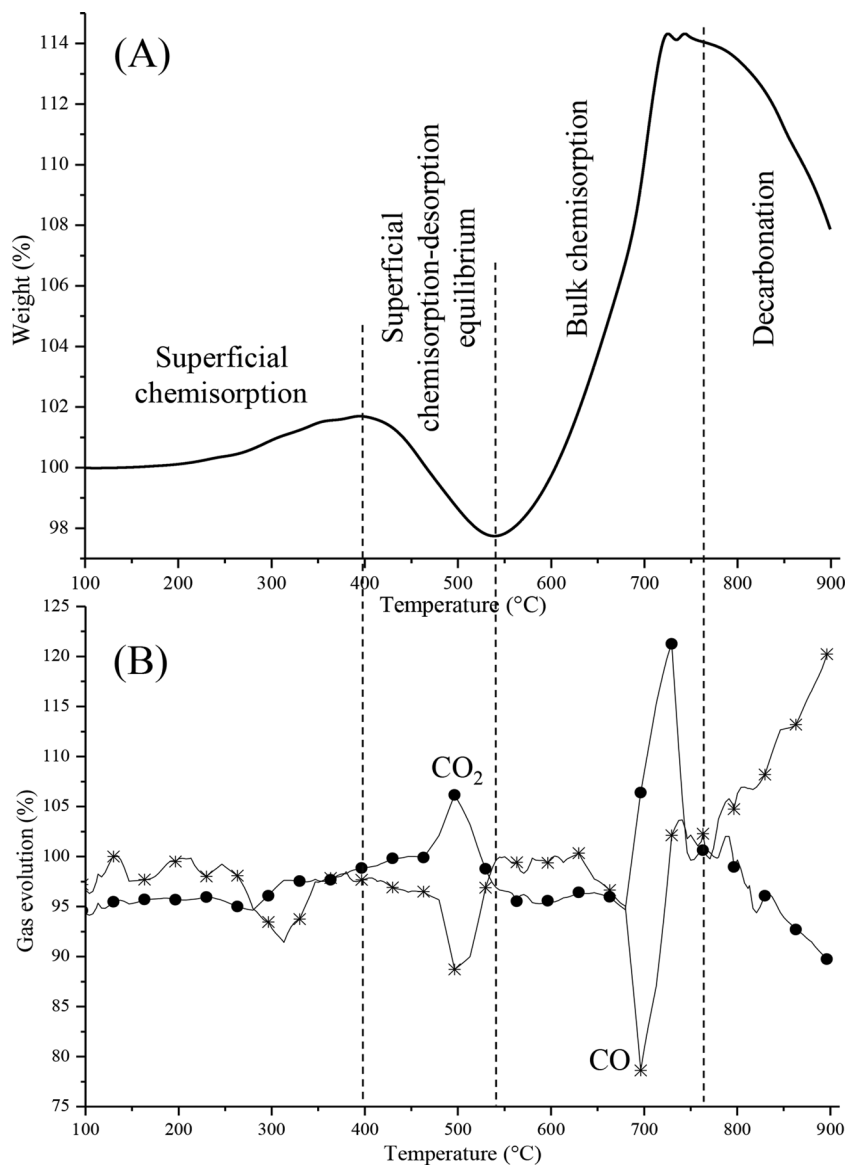 (A)
114
112
110
108
106
104
102
100
98
Weight (%)
Superficial
chemisorption
Superficial
chemisorption-desorption
equilibrium
Bulk chemisorption
Decarbonation
100 200 300 400 500 600 700 800 900
Temperature (°C)
(B)
125
120
115
110
105
100
95
90
85
80
75
Gas evolution (%)
CO₂
CO
100 200 300 400 500 600 700 800 900
Temperature (°C)